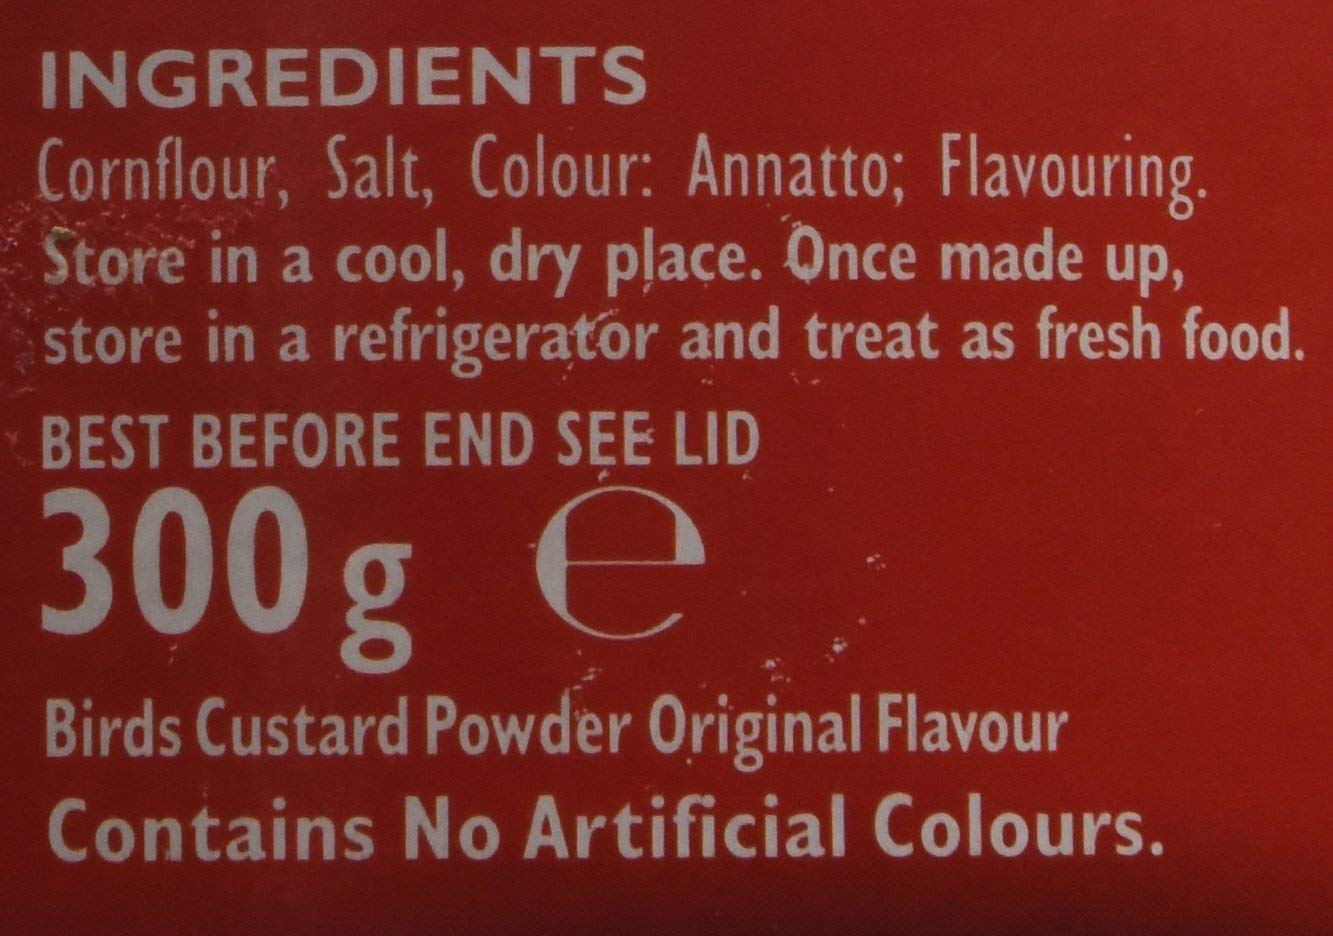 INGREDIENTS
Cornflour, Salt, Colour: Annatto; Flavouring.
Store in a cool, dry place. Once made up,
store in a refrigerator and treat as fresh food.
BEST BEFORE END SEE LID
300g e
Birds Custard Powder Original Flavour
Contains No Artificial Colours.